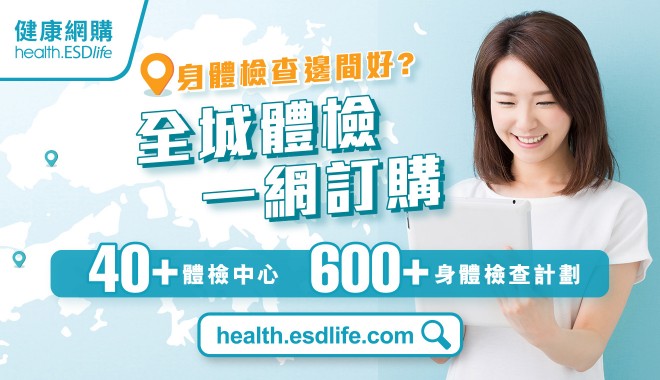 健康網購
health.ESDlife
身體檢查邊間好?
全城體檢
一網訂購
40+體檢中心 600+身體檢查計劃
health.esdlife.com